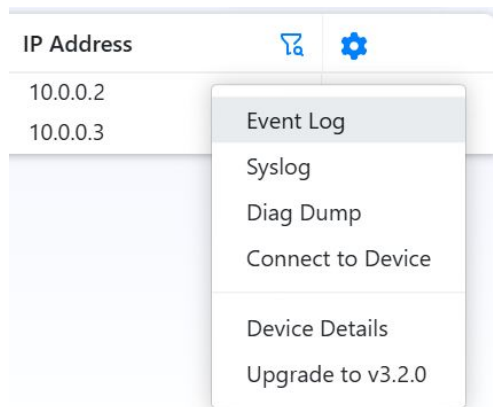 IP Address
10.0.0.2
10.0.0.3
Event Log
Syslog
Diag Dump
Connect to Device
Device Details
Upgrade to v3.2.0